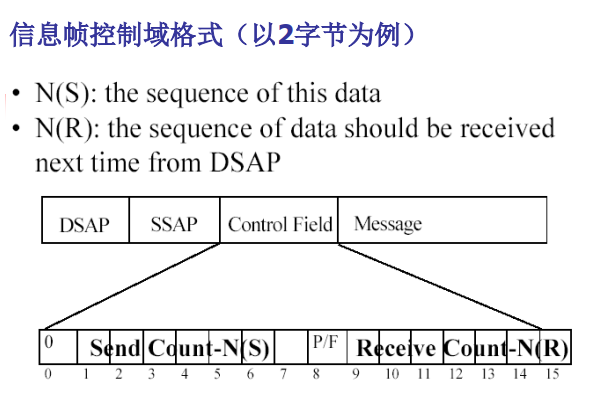 信息帧控制域格式（以2字节为例）
• N(S): the sequence of this data
• N(R): the sequence of data should be received
next time from DSAP
DSAP SSAP Control Field Message
0 Send Count-N(S) P/F Receive Count-N(R)
0 1 2 3 4 5 6 7 8 9 10 11 12 13 14 15